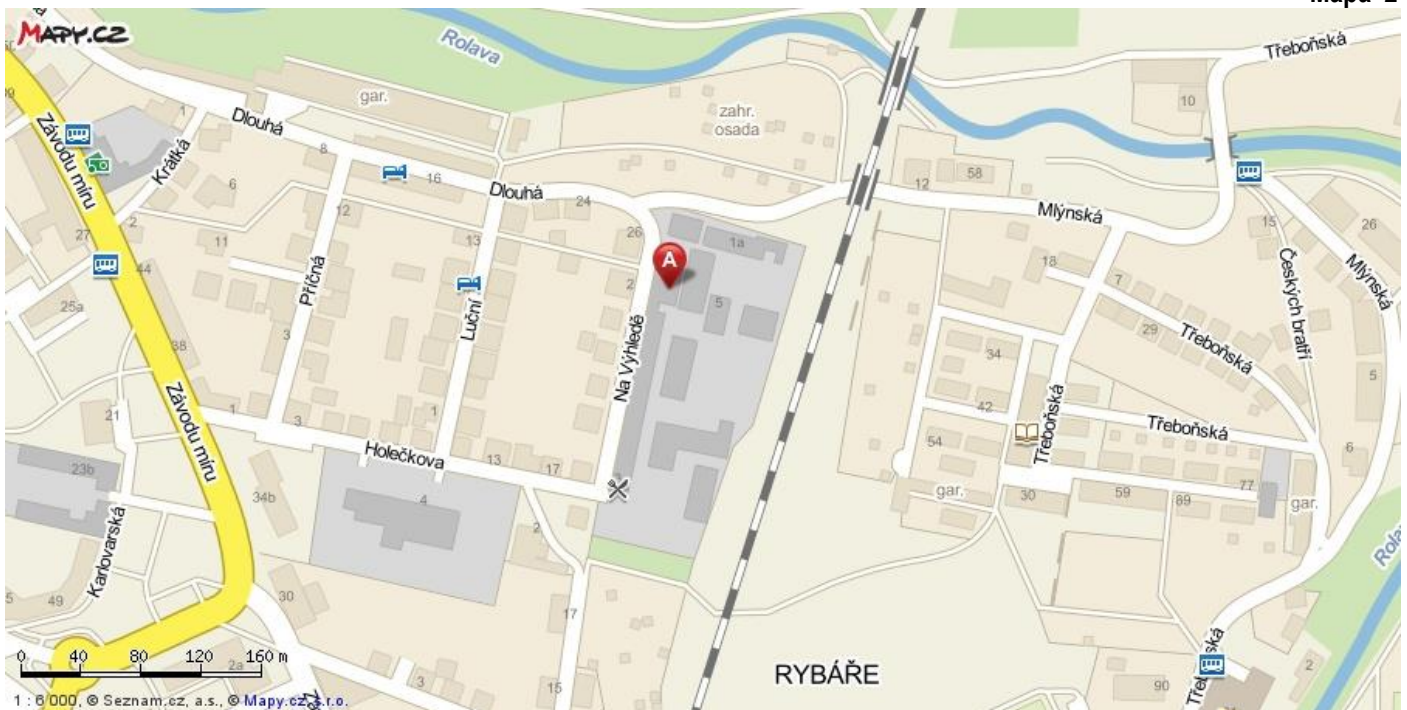 Mapy.cz
Rolava
Třeboňská
gar.
zahr.
osada
10
Závodu míru
Krátká
1
Dlouhá
8
16
Dlouhá
24
12
58
Mlýnská
6
12
11
2
27
13
26
1a
18
7
15
26
Českých bratří
Mlýnská
44
25a
Příčná
Luční
2
A
5
29
Třeboňská
38
3
34
5
Na Výhledě
42
Třeboňská
Třeboňská
21
1
3
1
Závodu míru
Holečkova
13
17
54
6
23b
34b
4
gar.
30
59
89
77
gar.
Karlovarská
2
Rolava
49
30
17
0 40 80 120 160 m
2a
3
15
RYBÁŘE
90
2
1 : 6 000, © Seznam.cz, a.s., © Mapy.cz, s.r.o.